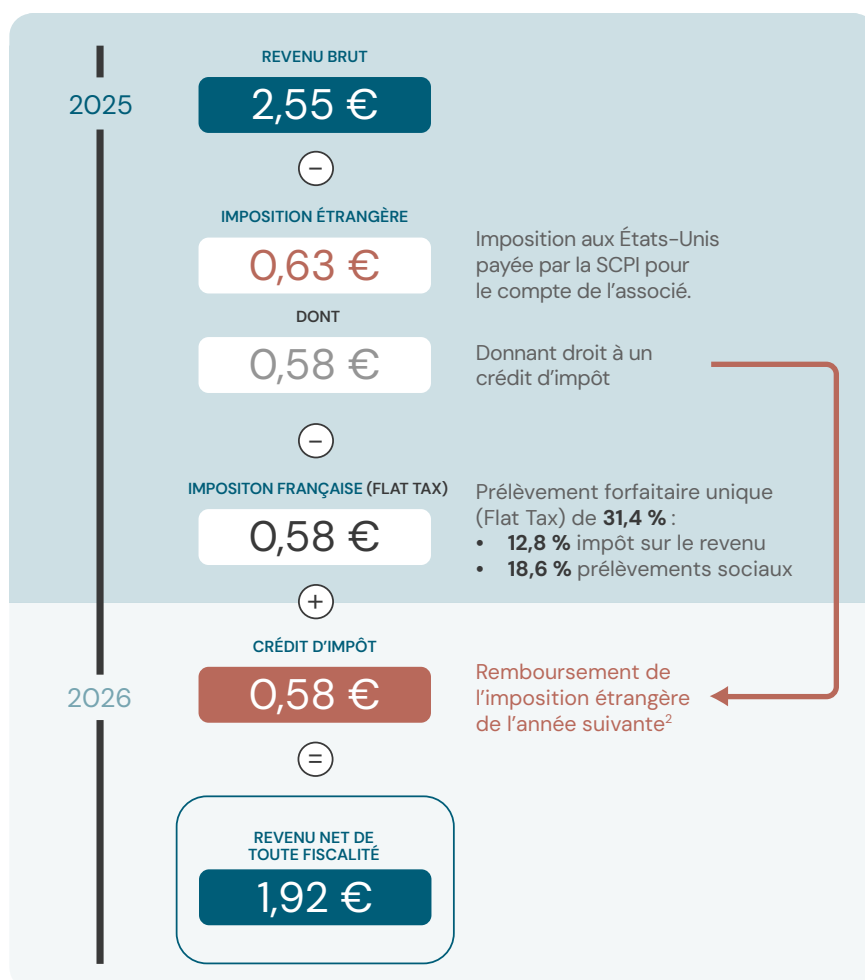 REVENU BRUT
2025
2,55 €
−
IMPOSITION ÉTRANGÈRE
0,63 €
Imposition aux États-Unis
payée par la SCPI pour
le compte de l'associé.
DONT
0,58 €
Donnant droit à un
crédit d'impôt
−
IMPOSITON FRANÇAISE (FLAT TAX)
0,58 €
Prélèvement forfaitaire unique
(Flat Tax) de 31,4 % :
• 12,8 % impôt sur le revenu
• 18,6 % prélèvements sociaux
+
CRÉDIT D'IMPÔT
2026
0,58 €
Remboursement de
l'imposition étrangère
de l'année suivante²
=
REVENU NET DE
TOUTE FISCALITÉ
1,92 €